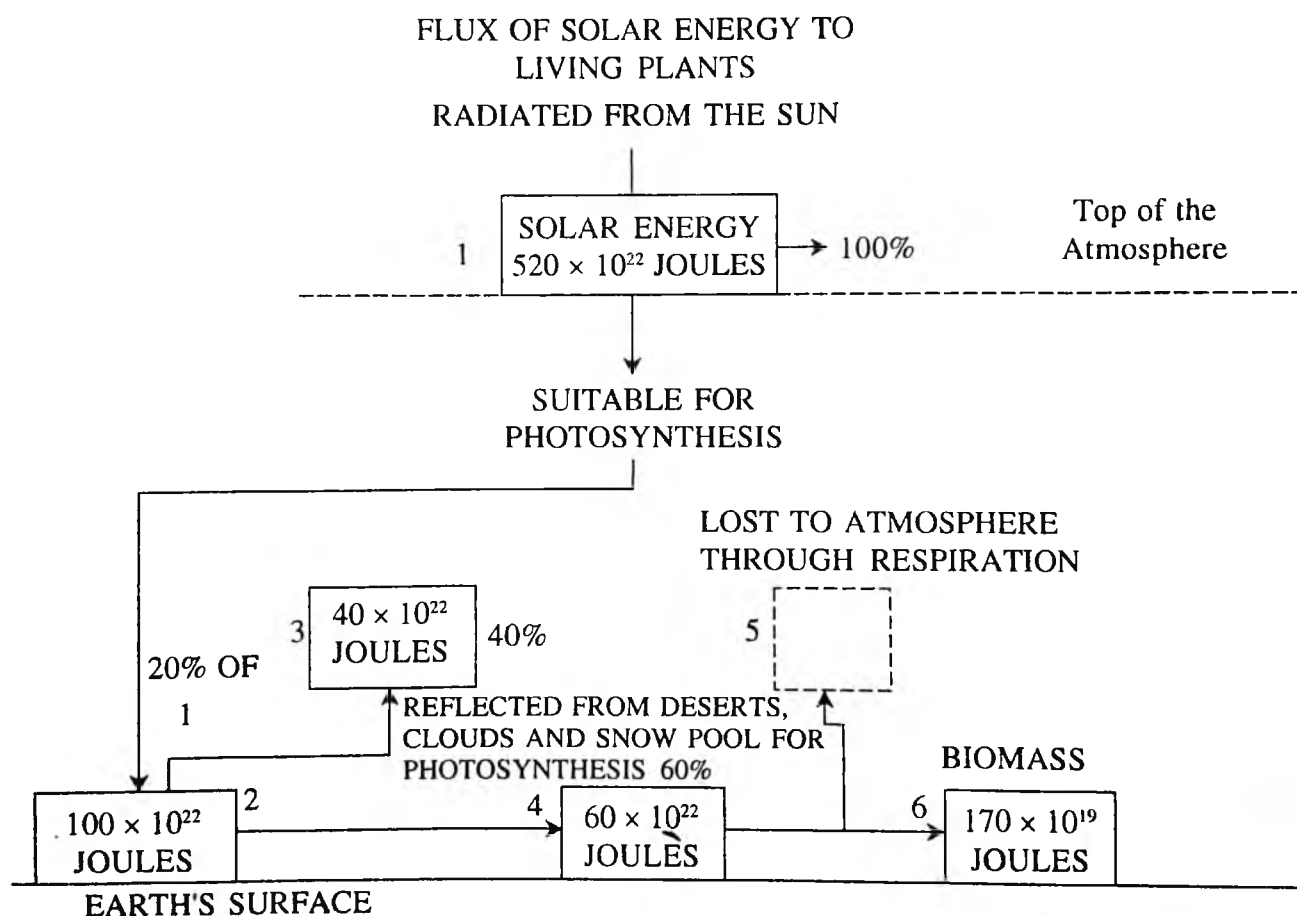 FLUX OF SOLAR ENERGY TO
LIVING PLANTS
RADIATED FROM THE SUN
1
SOLAR ENERGY
520 × 10²² JOULES
100%
Top of the
Atmosphere
SUITABLE FOR
PHOTOSYNTHESIS
LOST TO ATMOSPHERE
THROUGH RESPIRATION
5
3
40 × 10²²
JOULES
40%
20% OF
1
REFLECTED FROM DESERTS,
CLOUDS AND SNOW POOL FOR
PHOTOSYNTHESIS 60%
BIOMASS
100 × 10²²
JOULES
2
4
60 × 10²²
JOULES
6
170 × 10¹⁹
JOULES
EARTH'S SURFACE